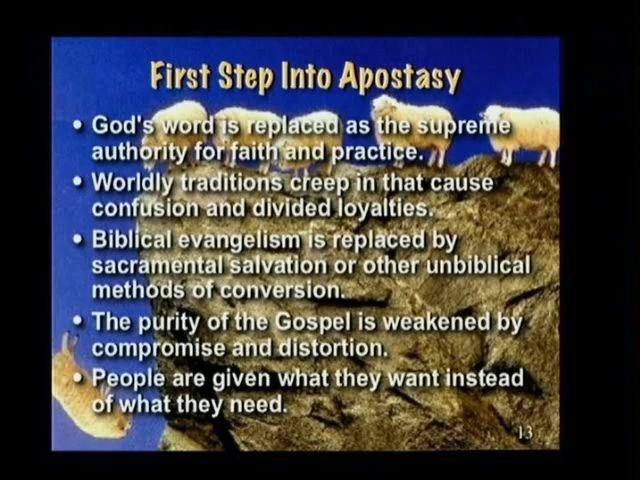 First Step Into Apostasy
• God's word is replaced as the supreme
authority for faith and practice.
• Worldly traditions creep in that cause
confusion and divided loyalties.
• Biblical evangelism is replaced by
sacramental salvation or other unbiblical
methods of conversion.
• The purity of the Gospel is weakened by
compromise and distortion.
• People are given what they want instead
of what they need.
13